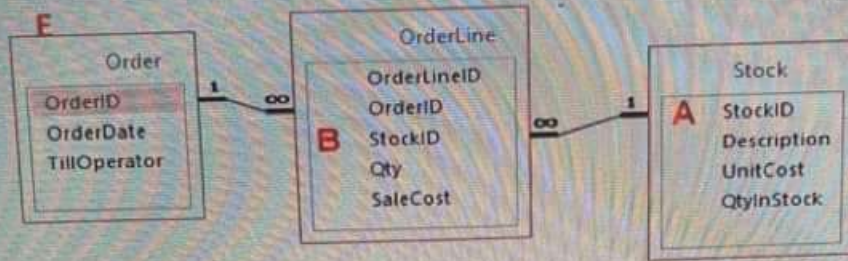 E
Order
OrderID
OrderDate
TillOperator
1
∞
OrderLine
OrderLineID
OrderID
B
StockID
Qty
SaleCost
∞
1
Stock
A
StockID
Description
UnitCost
QtyInStock